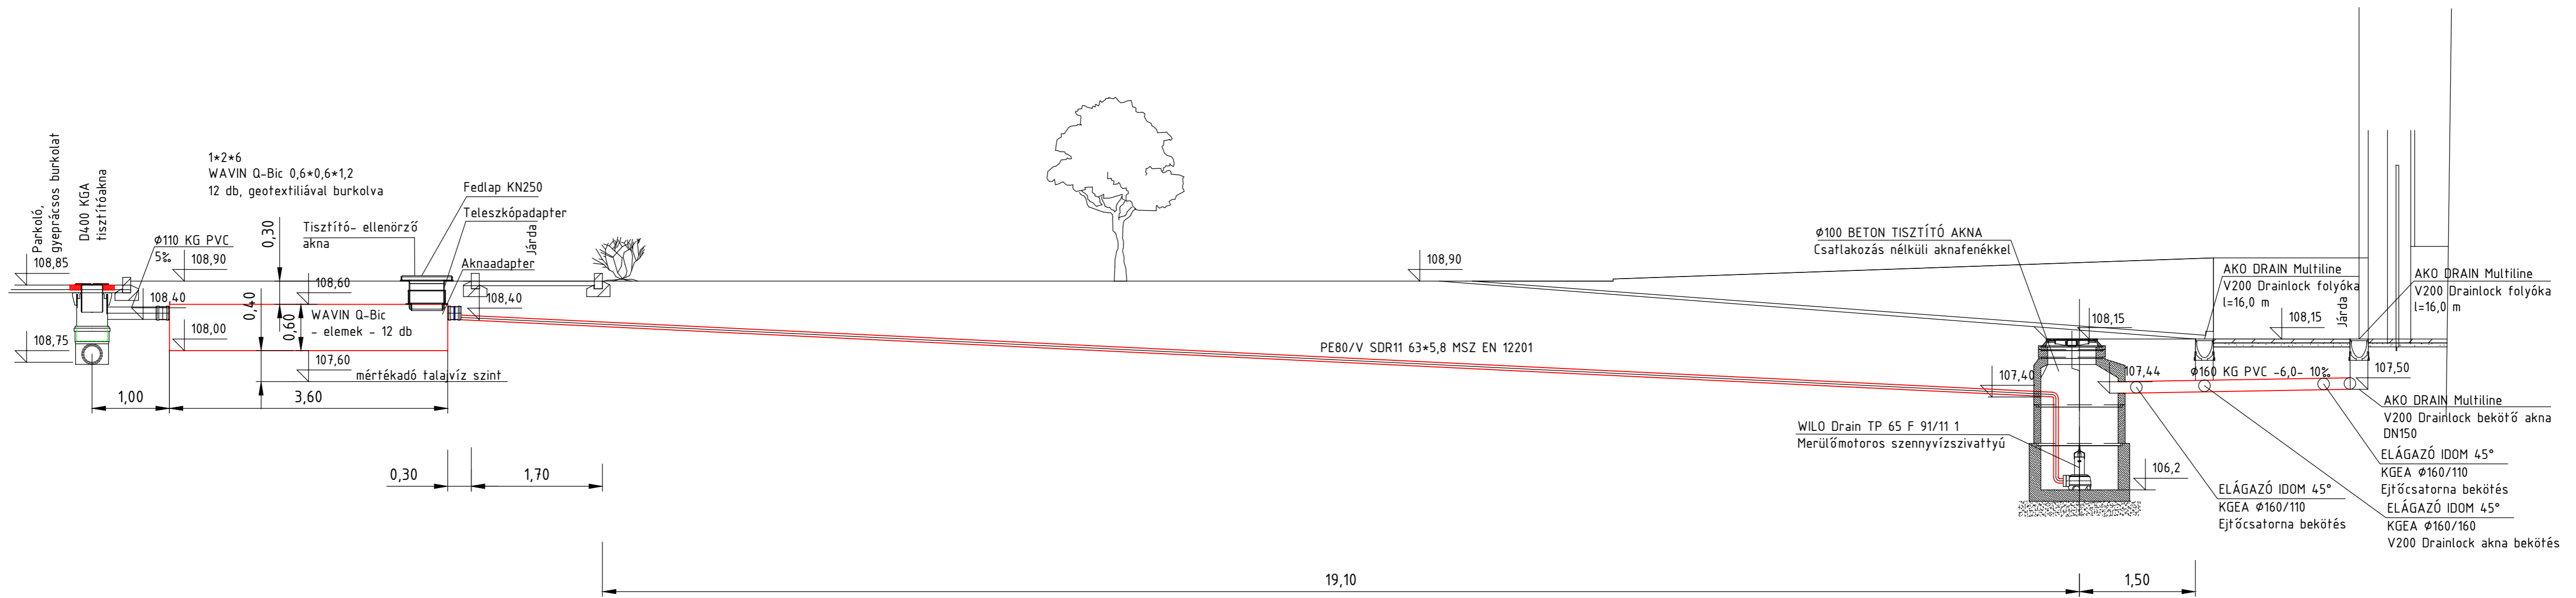 Parkoló,
gyeprácsos burkolat
D400 KGA
tisztítóakna
1*2*6
WAVIN Q-Bic 0,6*0,6*1,2
12 db, geotextiliával burkolva
Ø110 KG PVC
5‰
108,85
108,90
108,40
108,00
108,75
0,30
0,40
0,60
108,60
Tisztító- ellenőrző
akna
Fedlap KN250
Teleszkópadapter
Járda
Aknaadapter
108,40
WAVIN Q-Bic
- elemek - 12 db
107,60
mértékadó talajvíz szint
1,00
3,60
0,30
1,70
108,90
PE80/V SDR11 63*5,8 MSZ EN 12201
Ø100 BETON TISZTÍTÓ AKNA
Csatlakozás nélküli aknafenékkel
108,15
107,40
107,44
Ø160 KG PVC -6,0- 10‰
107,50
AKO DRAIN Multiline
V200 Drainlock folyóka
l=16,0 m
108,15
Járda
AKO DRAIN Multiline
V200 Drainlock folyóka
l=16,0 m
WILO Drain TP 65 F 91/11 1
Merülőmotoros szennyvízszivattyú
106,2
AKO DRAIN Multiline
V200 Drainlock bekötő akna
DN150
ELÁGAZÓ IDOM 45°
KGEA Ø160/110
Ejtőcsatorna bekötés
ELÁGAZÓ IDOM 45°
KGEA Ø160/110
Ejtőcsatorna bekötés
ELÁGAZÓ IDOM 45°
KGEA Ø160/160
V200 Drainlock akna bekötés
19,10
1,50